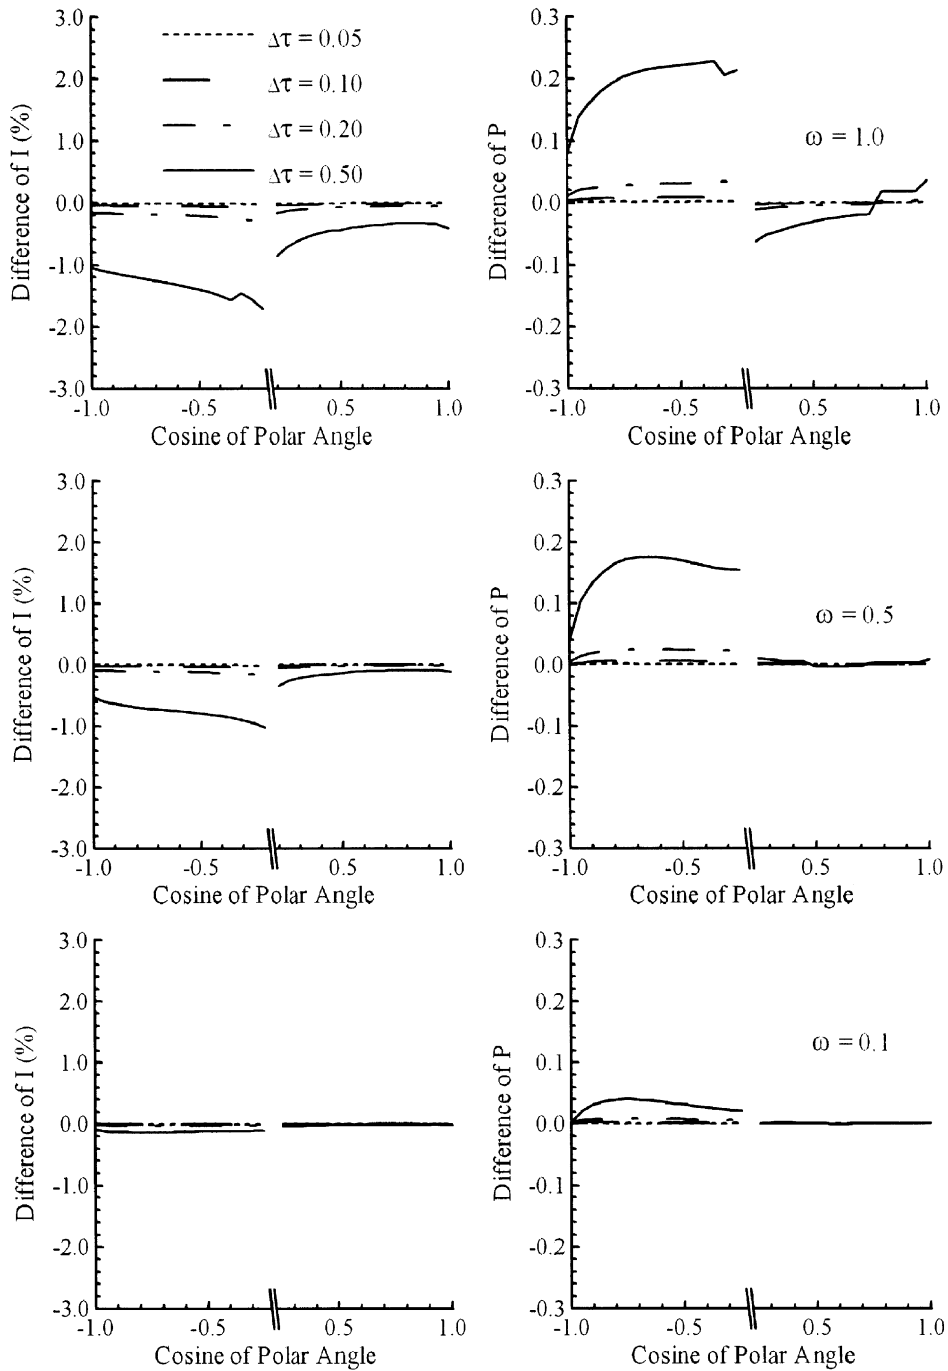 3.0
2.0
1.0
0.0
-1.0
-2.0
-3.0
Difference of I (%)
Δτ = 0.05
Δτ = 0.10
Δτ = 0.20
Δτ = 0.50
-1.0 -0.5 0.5 1.0
Cosine of Polar Angle
0.3
0.2
0.1
0.0
-0.1
-0.2
-0.3
Difference of P
ω = 1.0
-1.0 -0.5 0.5 1.0
Cosine of Polar Angle
3.0
2.0
1.0
0.0
-1.0
-2.0
-3.0
Difference of I (%)
-1.0 -0.5 0.5 1.0
Cosine of Polar Angle
0.3
0.2
0.1
0.0
-0.1
-0.2
-0.3
Difference of P
ω = 0.5
-1.0 -0.5 0.5 1.0
Cosine of Polar Angle
3.0
2.0
1.0
0.0
-1.0
-2.0
-3.0
Difference of I (%)
-1.0 -0.5 0.5 1.0
Cosine of Polar Angle
0.3
0.2
0.1
0.0
-0.1
-0.2
-0.3
Difference of P
ω = 0.1
-1.0 -0.5 0.5 1.0
Cosine of Polar Angle